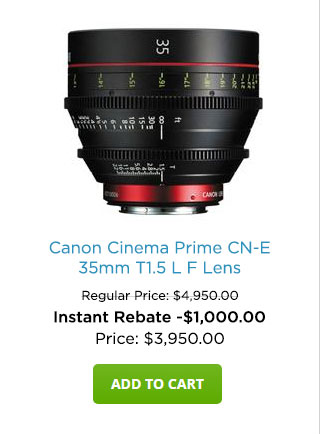 35
Canon Cinema Prime CN-E
35mm T1.5 L F Lens
Regular Price: $4,950.00
Instant Rebate -$1,000.00
Price: $3,950.00
ADD TO CART